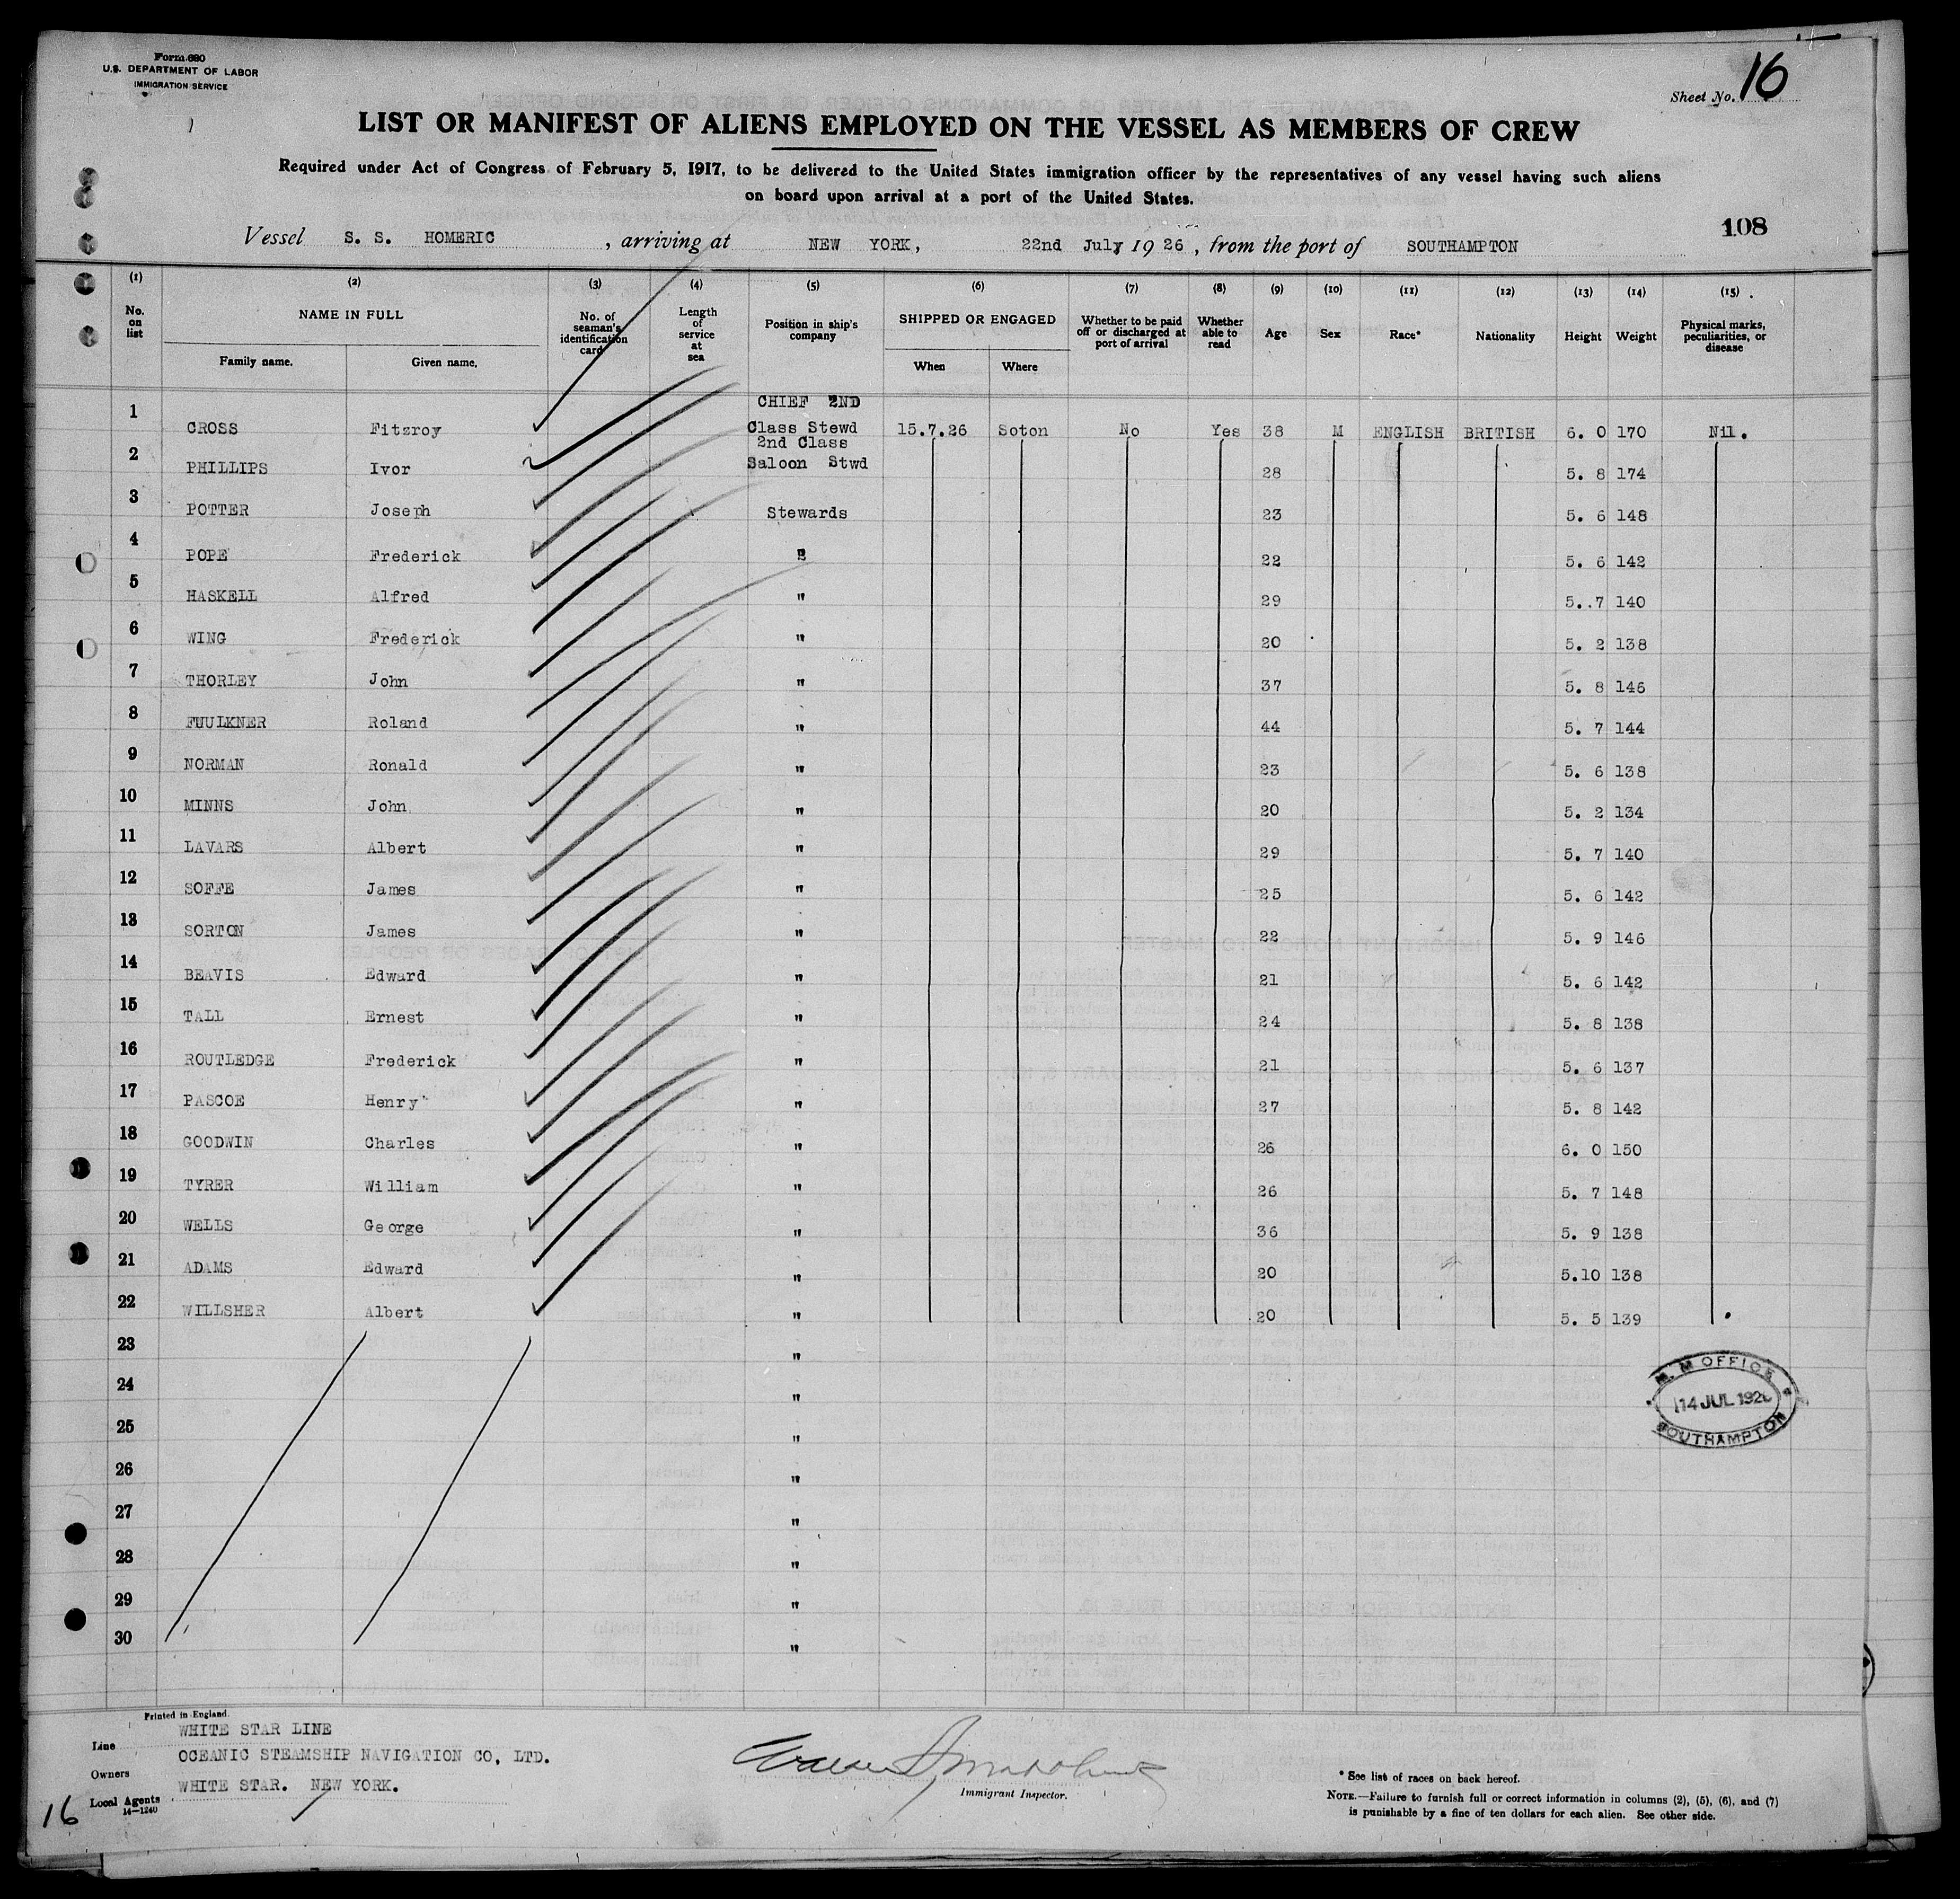 Form 680
U.S. DEPARTMENT OF LABOR
IMMIGRATION SERVICE
Sheet No. 16
LIST OR MANIFEST OF ALIENS EMPLOYED ON THE VESSEL AS MEMBERS OF CREW
Required under Act of Congress of February 5, 1917, to be delivered to the United States immigration officer by the representatives of any vessel having such aliens
on board upon arrival at a port of the United States.
108
Vessel S. S. HOMERIC , arriving at NEW YORK, 22nd July 19 26 , from the port of SOUTHAMPTON
(1) (2) (3) (4) (5) (6) (7) (8) (9) (10) (11) (12) (13) (14) (15)
No. on list NAME IN FULL Family name. Given name. No. of seaman's identification card Length of service at sea Position in ship's company SHIPPED OR ENGAGED When Where Whether to be paid off or discharged at port of arrival Whether able to read Age Sex Race* Nationality Height Weight Physical marks, peculiarities, or disease
CHIEF 2ND
1 CROSS Fitzroy Class Stewd 15.7.26 Soton No Yes 38 M ENGLISH BRITISH 6. 0 170 Nil.
2nd Class
2 PHILLIPS Ivor Saloon Stwd 28 5. 8 174
3 POTTER Joseph Stewards 23 5. 6 148
4 POPE Frederick " 22 5. 6 142
5 HASKELL Alfred " 29 5..7 140
6 WING Frederick " 20 5. 2 138
7 THORLEY John " 37 5. 8 146
8 FUULKNER Roland " 44 5. 7 144
9 NORMAN Ronald " 23 5. 6 138
10 MINNS John " 20 5. 2 134
11 LAVARS Albert " 29 5. 7 140
12 SOFFE James " 25 5. 6 142
13 SORTON James " 22 5. 9 146
14 BEAVIS Edward " 21 5. 6 142
15 TALL Ernest " 24 5. 8 138
16 ROUTLEDGE Frederick " 21 5. 6 137
17 PASCOE Henry " 27 5. 8 142
18 GOODWIN Charles " 26 6. 0 150
19 TYRER William " 26 5. 7 148
20 WELLS George " 36 5. 9 138
21 ADAMS Edward " 20 5.10 138
22 WILLSHER Albert " 20 5. 5 139
23 "
24 "
25 "
26 "
27 "
28 "
29 "
30 "
M. M OFFICE
14 JUL 192
SOUTHAMPTON
Printed in England.
Line WHITE STAR LINE
Owners OCEANIC STEAMSHIP NAVIGATION CO, LTD.
Local Agents WHITE STAR. NEW YORK.
14—1240
16
Immigrant Inspector.
* See list of races on back hereof.
NOTE.—Failure to furnish full or correct information in columns (2), (5), (6), and (7)
is punishable by a fine of ten dollars for each alien. See other side.